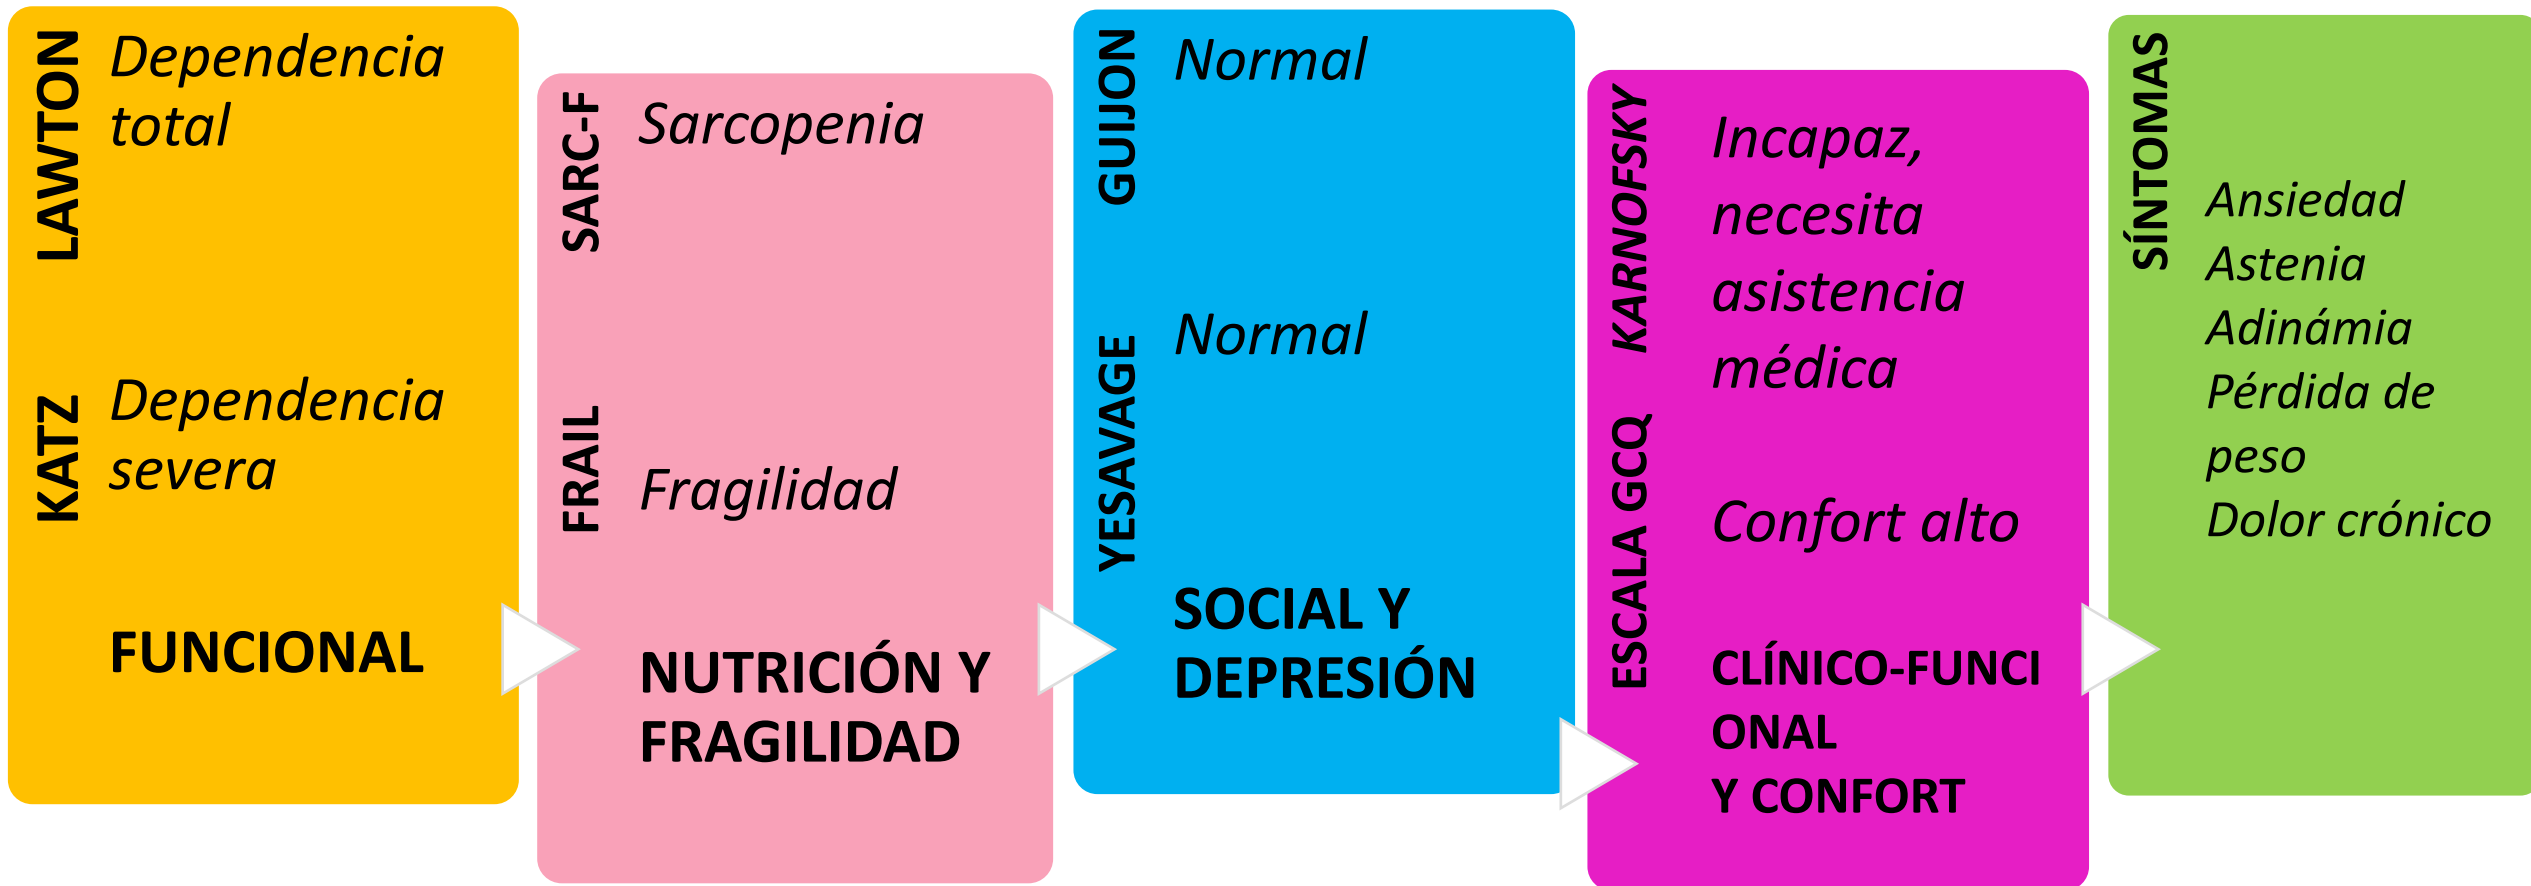 LAWTON
Dependencia
total
KATZ
Dependencia
severa
FUNCIONAL
SARC-F
Sarcopenia
FRAIL
Fragilidad
NUTRICIÓN Y
FRAGILIDAD
GUIJON
Normal
YESAVAGE
Normal
SOCIAL Y
DEPRESIÓN
KARNOFSKY
Incapaz,
necesita
asistencia
médica
ESCALA GCQ
Confort alto
CLÍNICO-FUNCI
ONAL
Y CONFORT
SÍNTOMAS
Ansiedad
Astenia
Adinámia
Pérdida de
peso
Dolor crónico